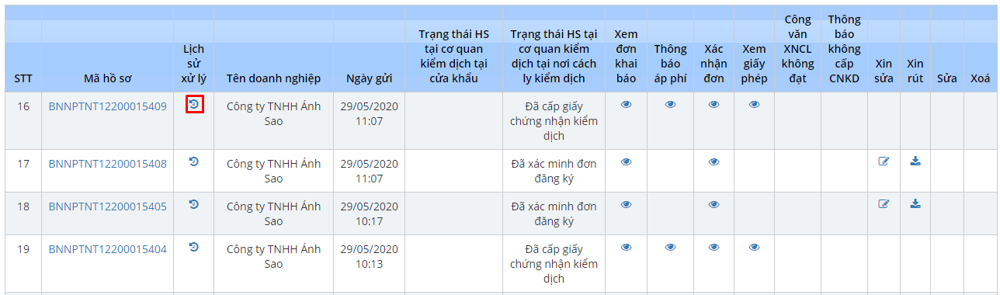 STT
Mã hồ sơ
Lịch
sử
xử lý
Tên doanh nghiệp
Ngày gửi
Trạng thái HS
tại cơ quan
kiểm dịch tại
cửa khẩu
Trạng thái HS tại
cơ quan kiểm
dịch tại nơi cách
ly kiểm dịch
Xem
đơn
khai
báo
Thông
báo
áp phí
Xác
nhận
đơn
Xem
giấy
phép
Công
văn
XNCL
không
đạt
Thông
báo
không
cấp
CNKD
Xin
sửa
Xin
rút
Sửa
Xoá
16
BNNPTNT12200015409
Công ty TNHH Ánh
Sao
29/05/2020
11:07
Đã cấp giấy
chứng nhận kiểm
dịch
17
BNNPTNT12200015408
Công ty TNHH Ánh
Sao
29/05/2020
11:07
Đã xác minh đơn
đăng ký
18
BNNPTNT12200015405
Công ty TNHH Ánh
Sao
29/05/2020
10:17
Đã xác minh đơn
đăng ký
19
BNNPTNT12200015404
Công ty TNHH Ánh
Sao
29/05/2020
10:13
Đã cấp giấy
chứng nhận kiểm
dịch